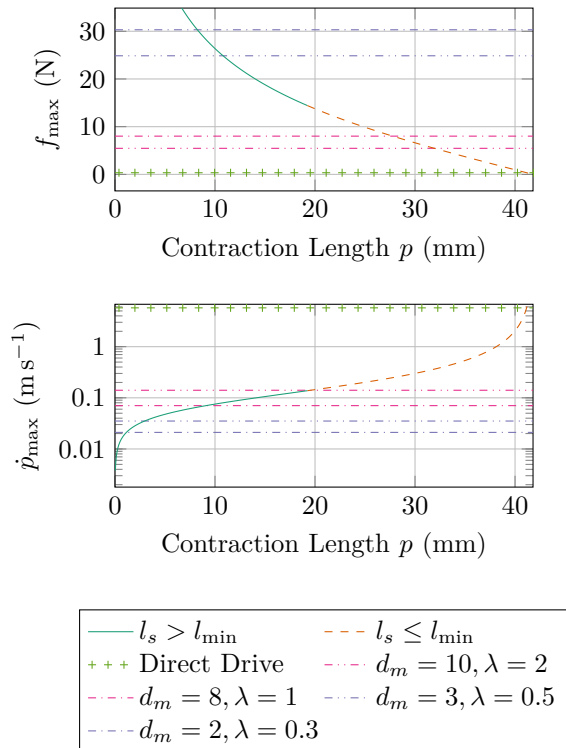 30
20
10
0
f_max (N)
0 10 20 30 40
Contraction Length p (mm)
1
0.1
0.01
ṗ_max (m s⁻¹)
0 10 20 30 40
Contraction Length p (mm)
l_s > l_min
l_s ≤ l_min
Direct Drive
d_m = 10, λ = 2
d_m = 8, λ = 1
d_m = 3, λ = 0.5
d_m = 2, λ = 0.3